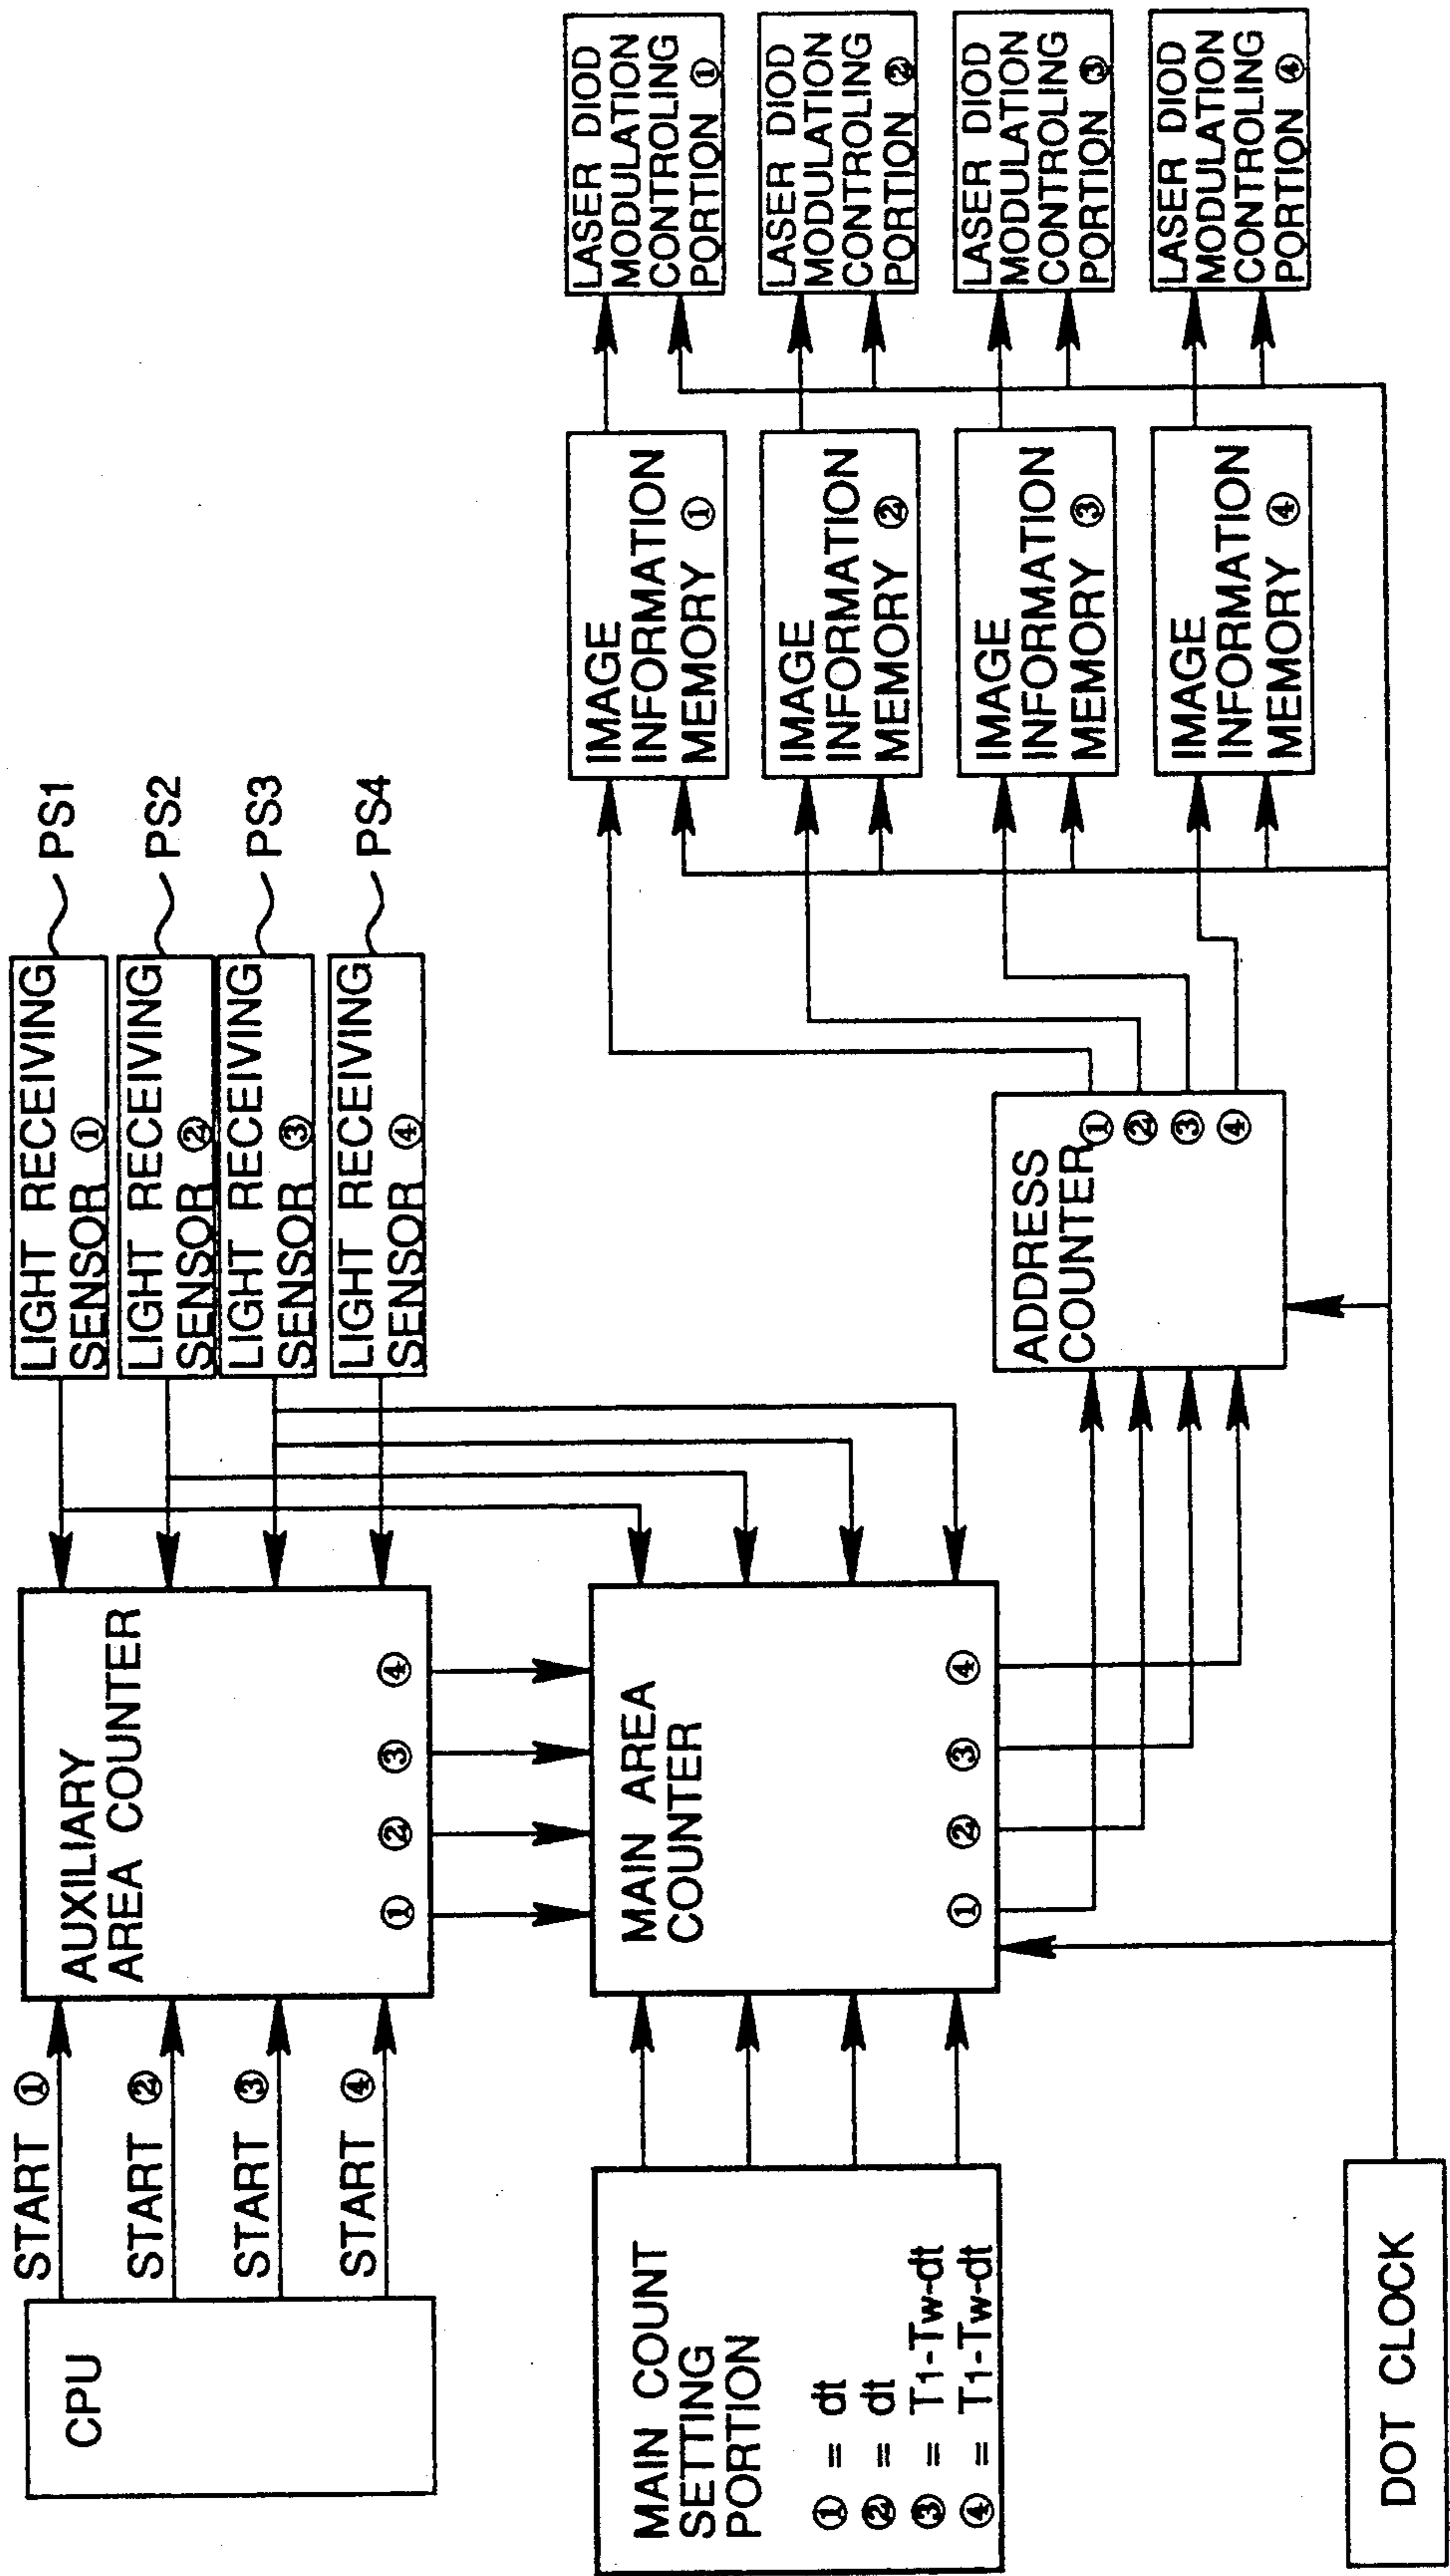 CPU
START ①
START ②
START ③
START ④
AUXILIARY
AREA COUNTER
①
②
③
④
LIGHT RECEIVING
SENSOR ①
PS1
LIGHT RECEIVING
SENSOR ②
PS2
LIGHT RECEIVING
SENSOR ③
PS3
LIGHT RECEIVING
SENSOR ④
PS4
MAIN COUNT
SETTING
PORTION
① = dt
② = dt
③ = T1-Tw-dt
④ = T1-Tw-dt
MAIN AREA
COUNTER
①
②
③
④
ADDRESS
COUNTER
①
②
③
④
IMAGE
INFORMATION
MEMORY ①
IMAGE
INFORMATION
MEMORY ②
IMAGE
INFORMATION
MEMORY ③
IMAGE
INFORMATION
MEMORY ④
LASER DIOD
MODULATION
CONTROLING
PORTION ①
LASER DIOD
MODULATION
CONTROLING
PORTION ②
LASER DIOD
MODULATION
CONTROLING
PORTION ③
LASER DIOD
MODULATION
CONTROLING
PORTION ④
DOT CLOCK